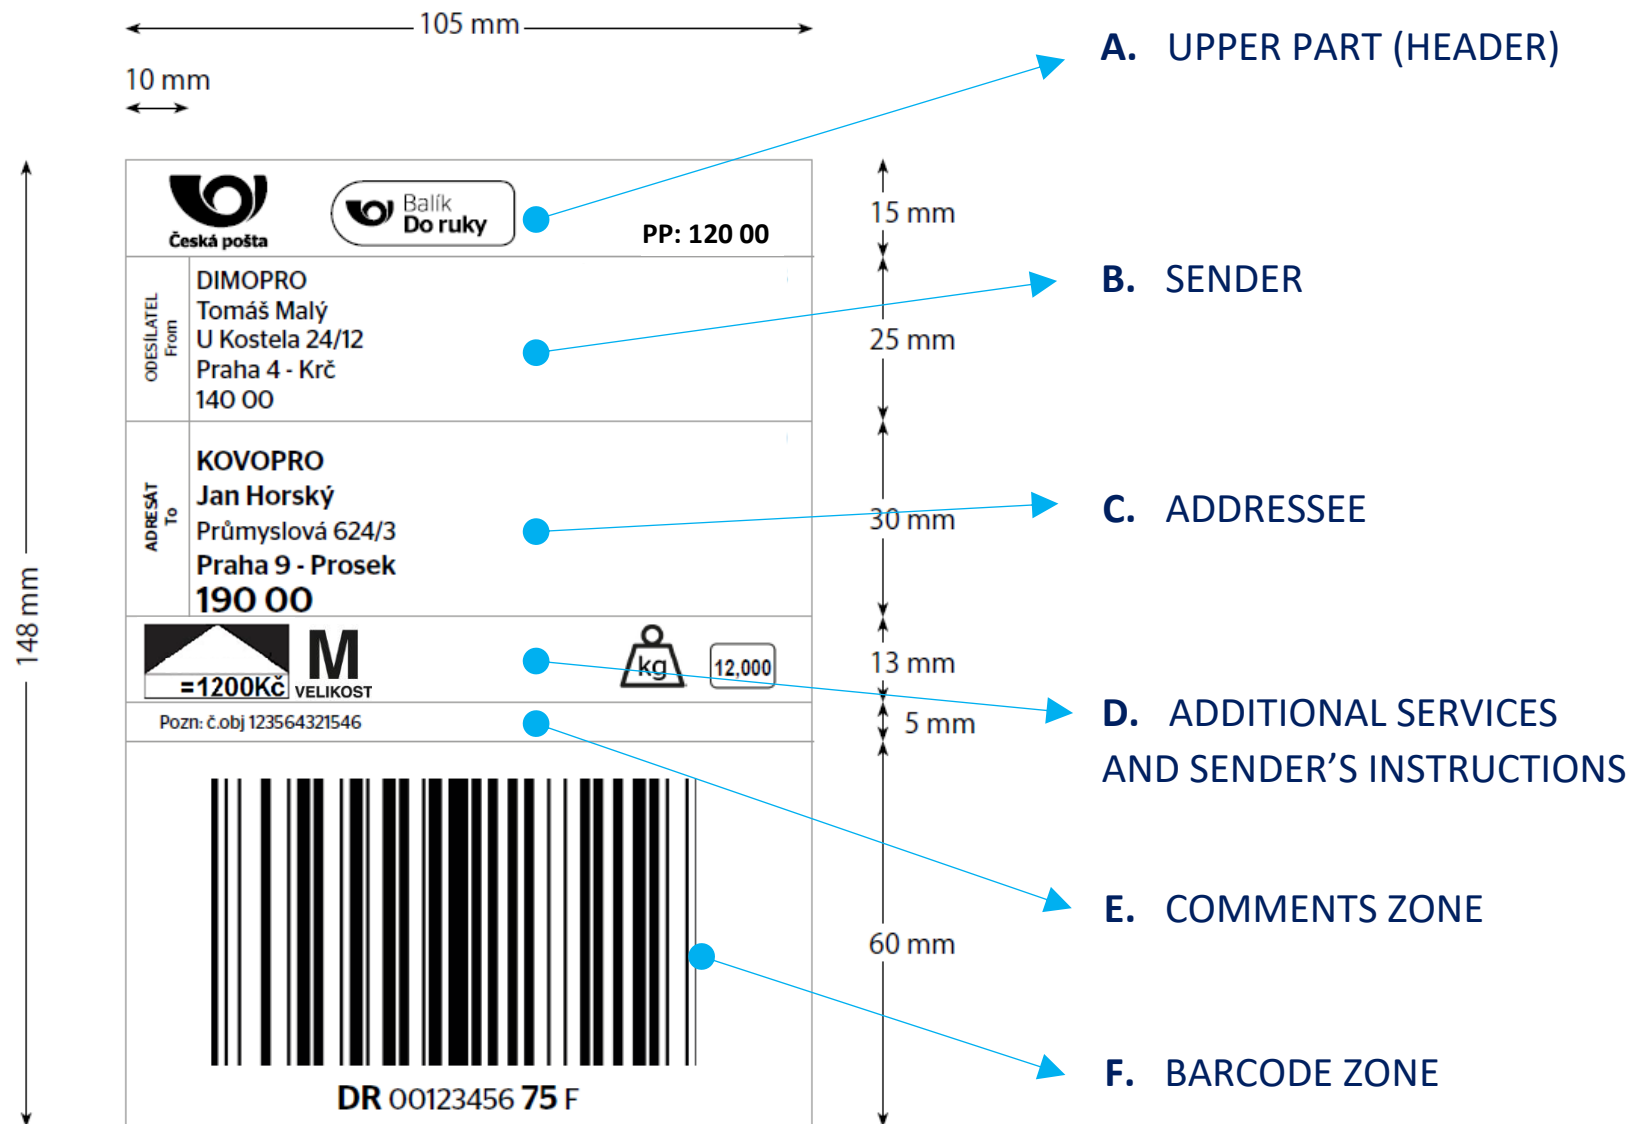 105 mm
10 mm
148 mm
Česká pošta
Balík
Do ruky
PP: 120 00
ODESÍLATEL
From
DIMOPRO
Tomáš Malý
U Kostela 24/12
Praha 4 - Krč
140 00
ADRESÁT
To
KOVOPRO
Jan Horský
Průmyslová 624/3
Praha 9 - Prosek
190 00
=1200Kč
M
VELIKOST
kg
12,000
Pozn: č.obj 123564321546
DR 00123456 75 F
15 mm
25 mm
30 mm
13 mm
5 mm
60 mm
A. UPPER PART (HEADER)
B. SENDER
C. ADDRESSEE
D. ADDITIONAL SERVICES
AND SENDER’S INSTRUCTIONS
E. COMMENTS ZONE
F. BARCODE ZONE